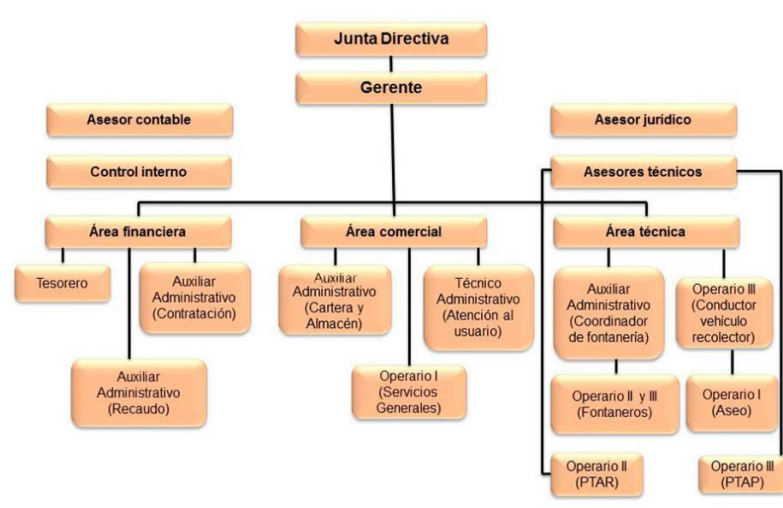 Junta Directiva
Gerente
Asesor contable
Asesor jurídico
Control interno
Asesores técnicos
Área financiera
Área comercial
Área técnica
Tesorero
Auxiliar
Administrativo
(Contratación)
Auxiliar
Administrativo
(Recaudo)
Auxiliar
Administrativo
(Cartera y
Almacén)
Técnico
Administrativo
(Atención al
usuario)
Operario I
(Servicios
Generales)
Auxiliar
Administrativo
(Coordinador
de fontanería)
Operario III
(Conductor
vehículo
recolector)
Operario II y III
(Fontaneros)
Operario I
(Aseo)
Operario II
(PTAR)
Operario III
(PTAP)